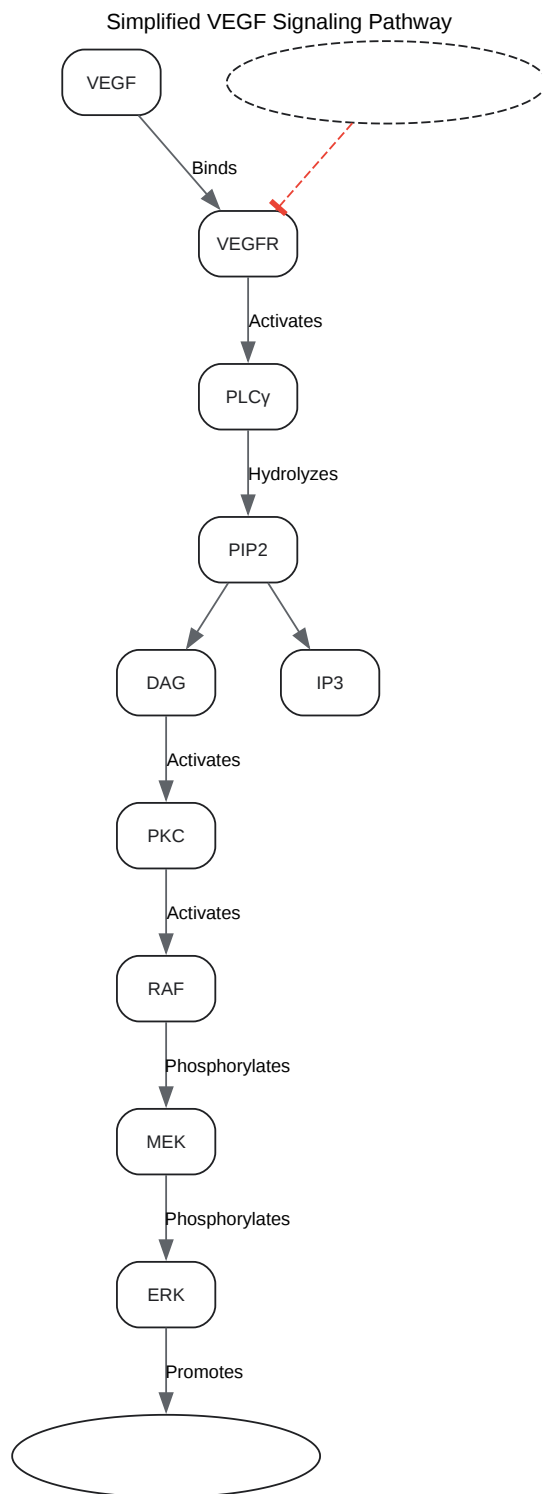 Simplified VEGF Signaling Pathway
VEGF
Binds
VEGFR
Activates
PLCγ
Hydrolyzes
PIP2
DAG
IP3
Activates
PKC
Activates
RAF
Phosphorylates
MEK
Phosphorylates
ERK
Promotes